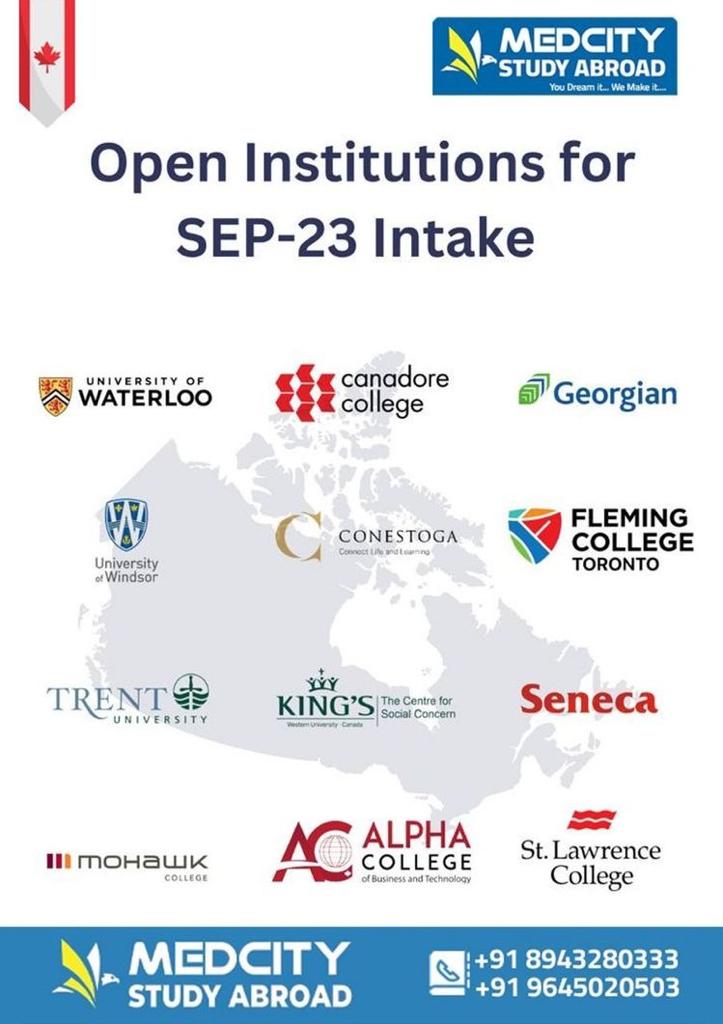 MEDCITY
STUDY ABROAD
You Dream it... We Make it....
Open Institutions for
SEP-23 Intake
UNIVERSITY OF
WATERLOO
canadore
college
Georgian
University
of Windsor
CONESTOGA
Connect Life and Learning
FLEMING
COLLEGE
TORONTO
TRENT
UNIVERSITY
KING'S
Western University · Canada
The Centre for
Social Concern
Seneca
mohawk
COLLEGE
AC
ALPHA
COLLEGE
of Business and Technology
St. Lawrence
College
MEDCITY
STUDY ABROAD
+91 8943280333
+91 9645020503